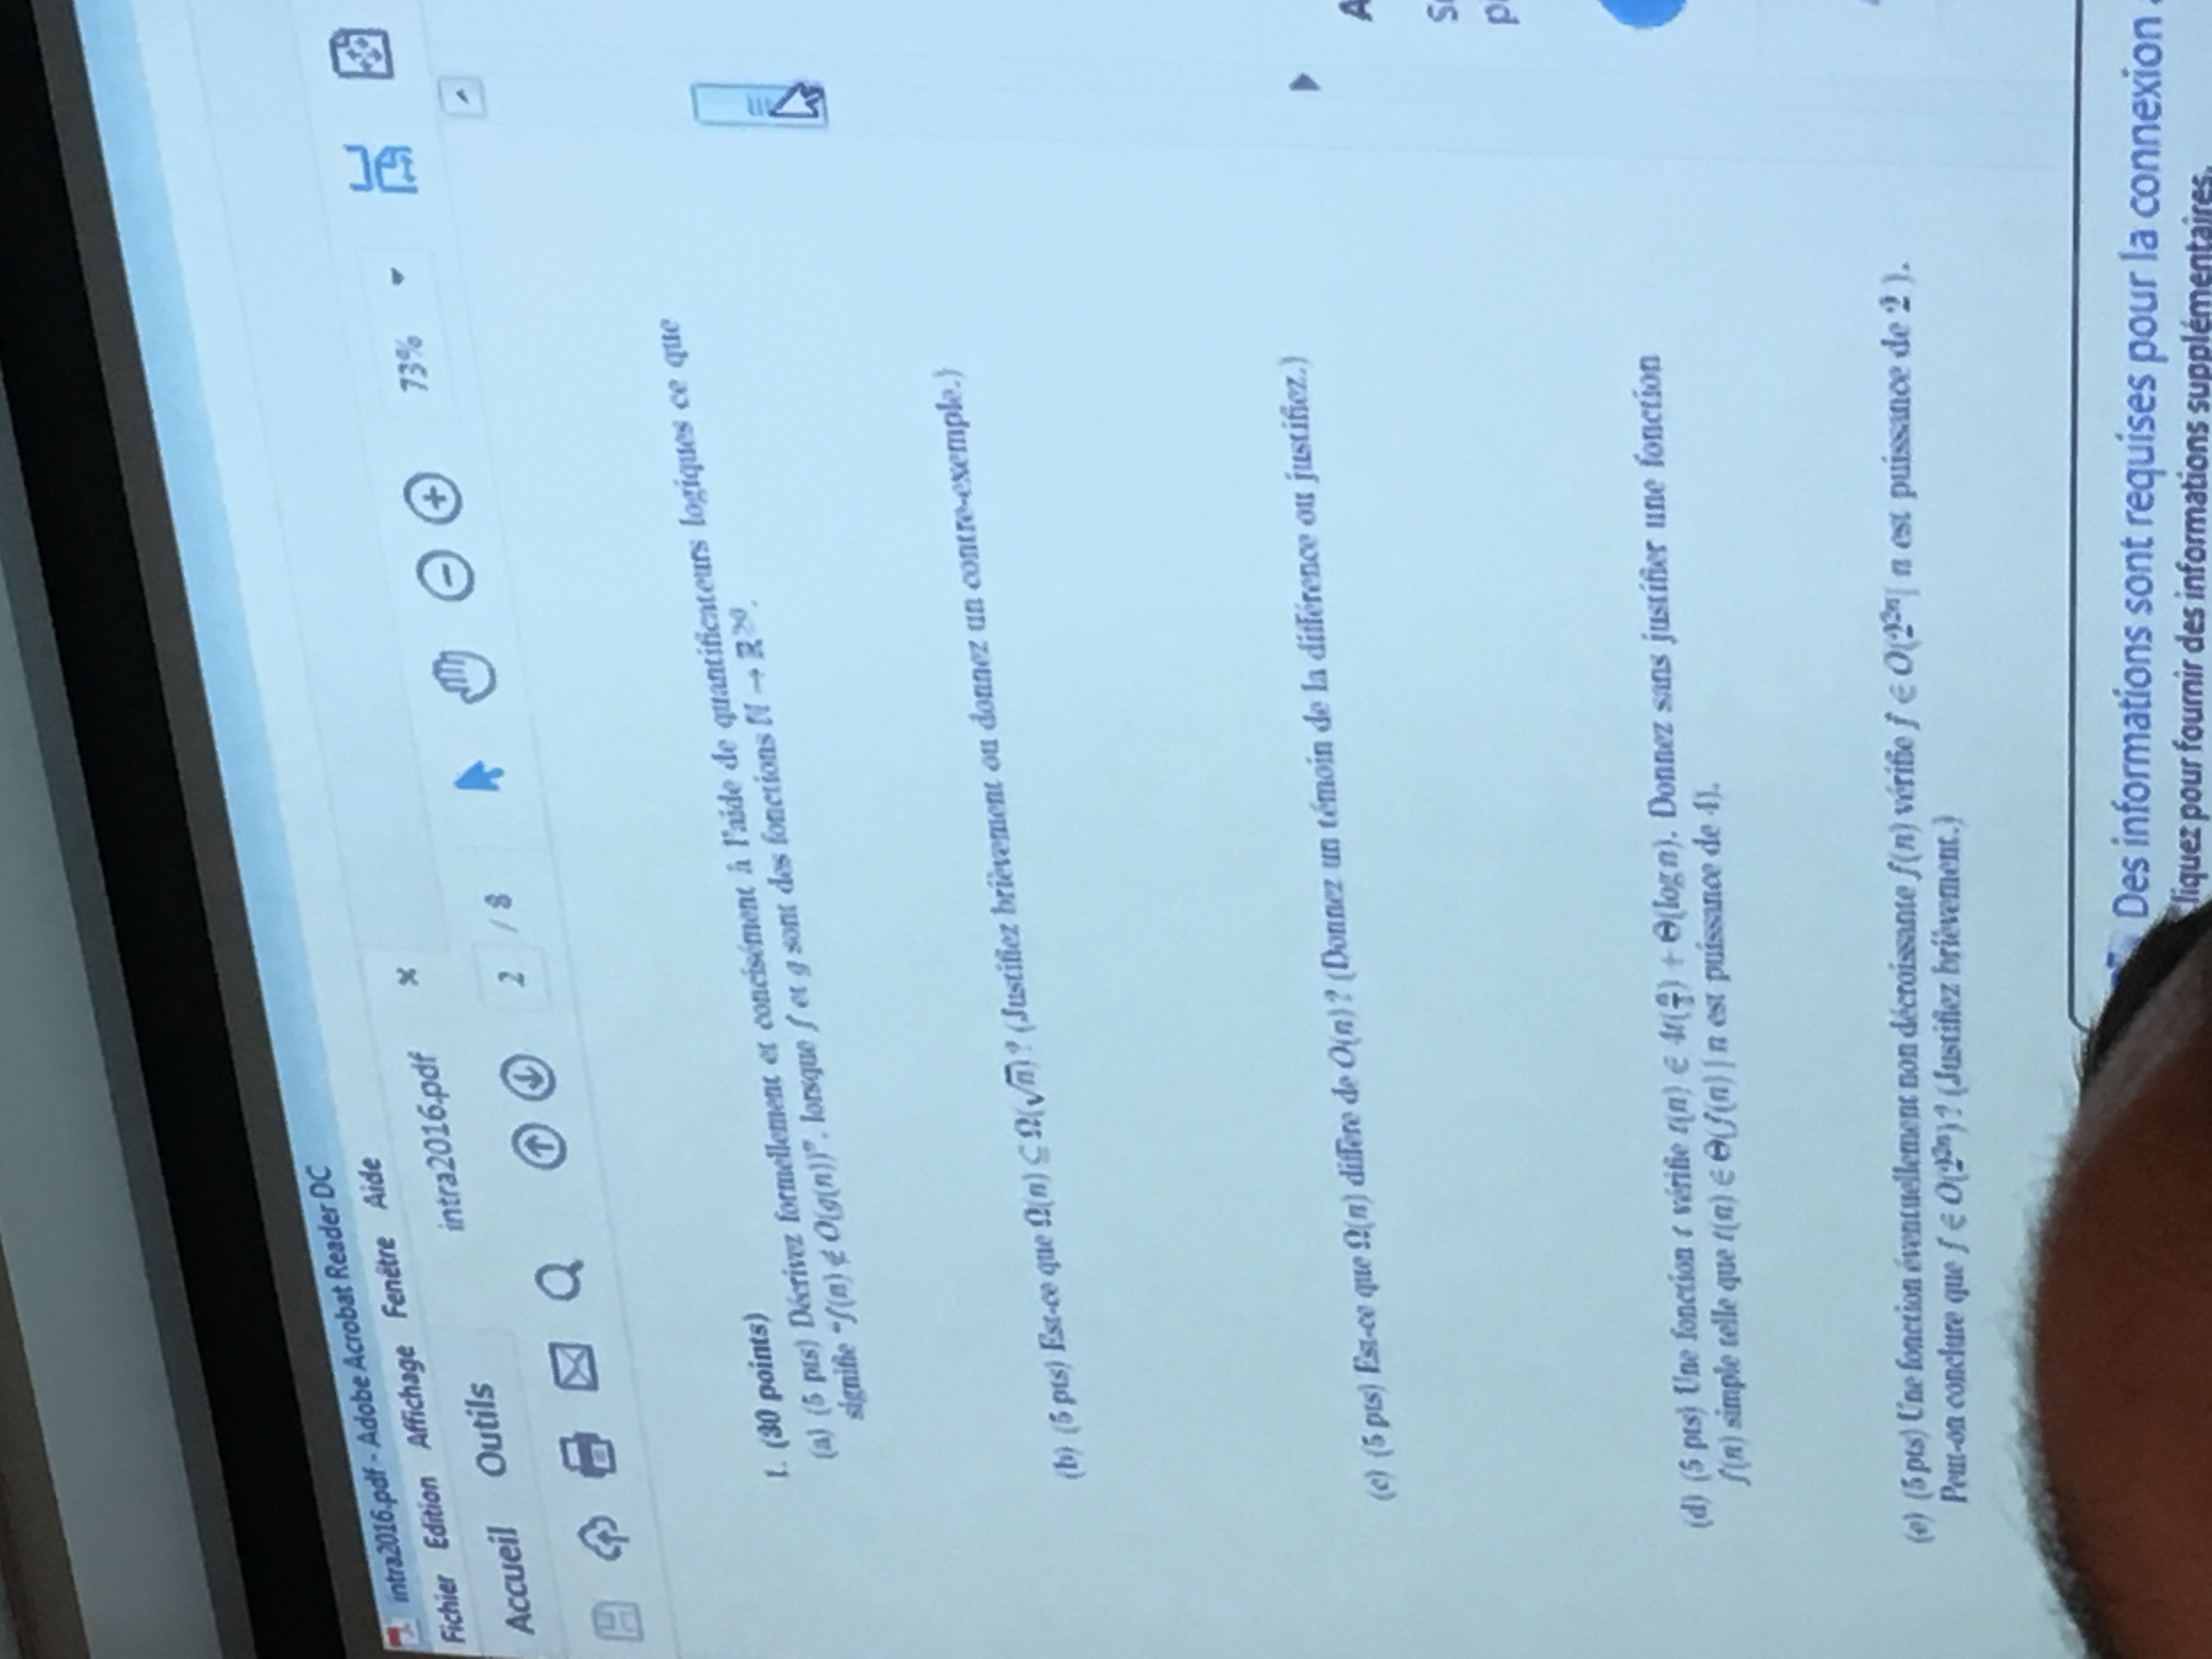 intra2016.pdf - Adobe Acrobat Reader DC
Fichier Edition Affichage Fenêtre Aide
Accueil Outils intra2016.pdf ×
2 / 8 73%
1. (30 points)
(a) (5 pts) Décrivez formellement et concisément à l'aide de quantificateurs logiques ce que
signifie “f(n) ∉ O(g(n))”, lorsque f et g sont des fonctions ℕ → ℝ≥0.
(b) (5 pts) Est-ce que Ω(n) ⊆ Ω(√n) ? (Justifiez brièvement ou donnez un contre-exemple.)
(c) (5 pts) Est-ce que Ω(n) diffère de O(n) ? (Donnez un témoin de la différence ou justifiez.)
(d) (5 pts) Une fonction t vérifie t(n) ∈ + Θ(log n). Donnez sans justifier une fonction
f(n) simple telle que t(n) ∈ Θ(f(n) | n est puissance de 4).
(e) (5 pts) Une fonction éventuellement non décroissante f(n) vérifie f ∈ O(2²ⁿ| n est puissance de 2 ).
Peut-on conclure que f ∈ O(2²ⁿ) ? (Justifiez brièvement.)
A
p
Des informations sont requises pour la connexion
liquez pour fournir des informations supplémentaires.